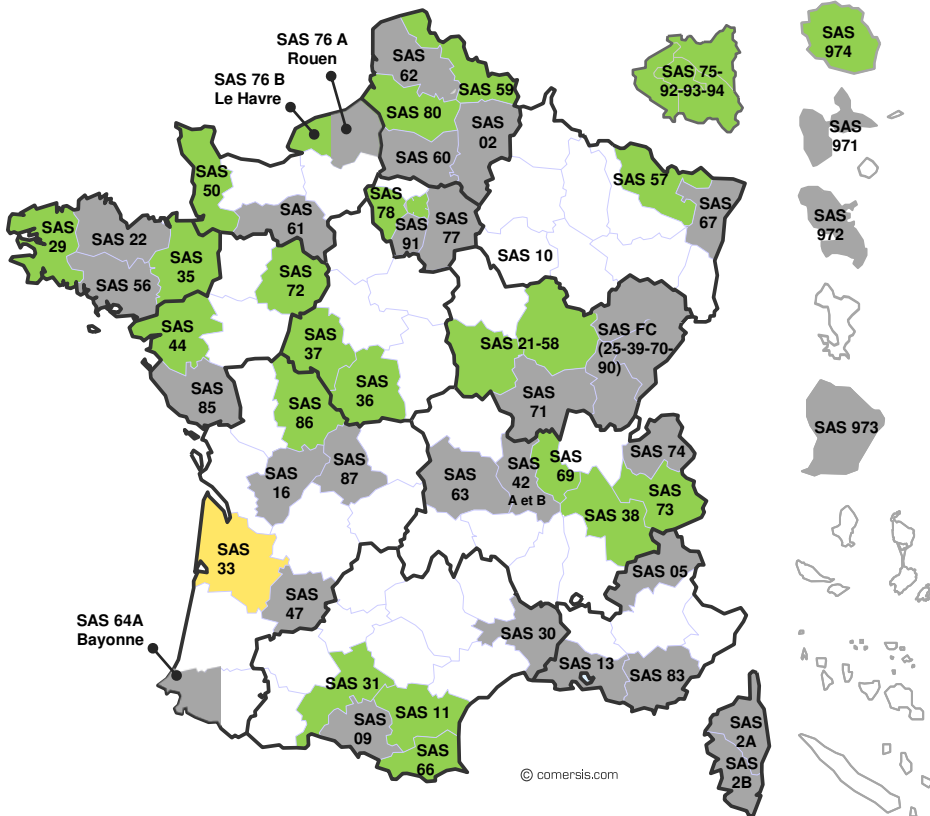 SAS 76 A
Rouen
SAS 76 B
Le Havre
SAS
62
SAS 59
SAS 80
SAS
02
SAS 60
SAS 75-
92-93-94
SAS
974
SAS
971
SAS
972
SAS 973
SAS
50
SAS
61
SAS
78
SAS
91
SAS
77
SAS 57
SAS
67
SAS 10
SAS
29
SAS 22
SAS 56
SAS
35
SAS
72
SAS
44
SAS
85
SAS
37
SAS
36
SAS
86
SAS 21-58
SAS FC
(25-39-70-
90)
SAS
71
SAS
16
SAS
87
SAS
63
SAS
42
A et B
SAS
69
SAS 74
SAS
73
SAS 38
SAS 05
SAS
33
SAS
47
SAS 64A
Bayonne
SAS 30
SAS 13
SAS 83
SAS 31
SAS
09
SAS 11
SAS
66
SAS
2A
SAS
2B
© comersis.com